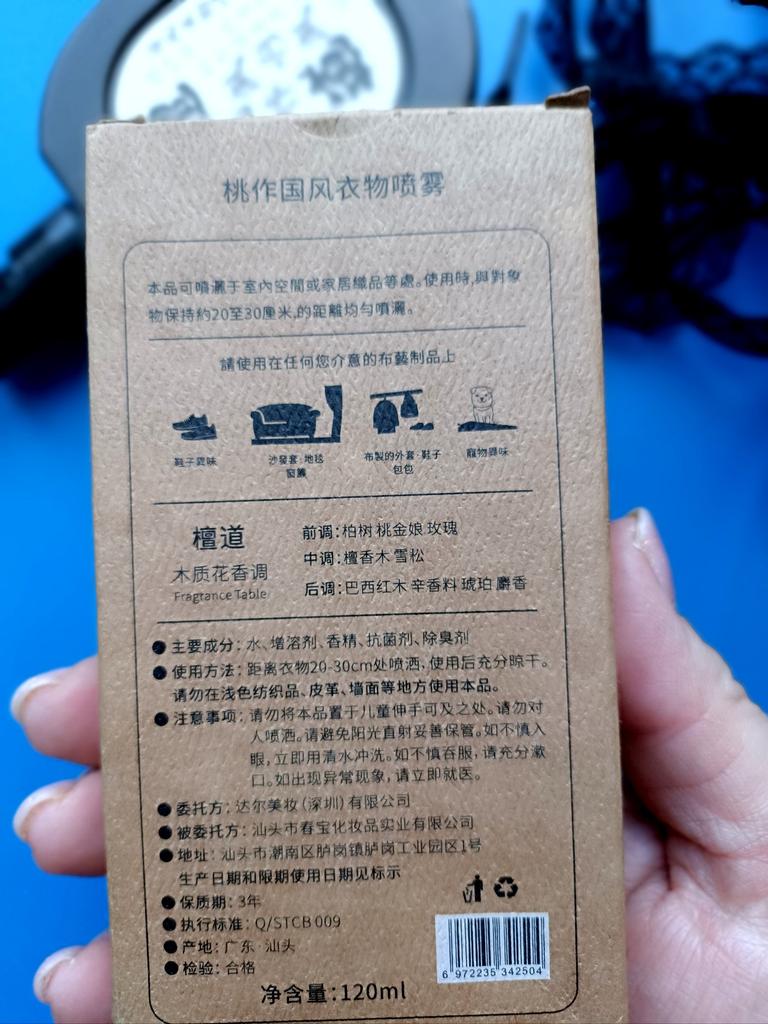 桃作国风衣物喷雾
本品可噴灑于室內空間或家居織品等處。使用時,與對象
物保持約20至30厘米,的距離均勻噴灑。
請使用在任何您介意的布藝制品上
鞋子異味
沙發套·地毯
窗簾
布製的外套·鞋子
包包
寵物異味
檀道
木质花香调
Fragrance Table
前调:柏树 桃金娘 玫瑰
中调:檀香木 雪松
后调:巴西红木 辛香料 琥珀 麝香
● 主要成分: 水、增溶剂、香精、抗菌剂、除臭剂
● 使用方法: 距离衣物20-30cm处喷洒,使用后充分晾干。
请勿在浅色纺织品、皮革、墙面等地方使用本品。
● 注意事项: 请勿将本品置于儿童伸手可及之处。请勿对
人喷洒。请避免阳光直射妥善保管。如不慎入
眼,立即用清水冲洗。如不慎吞服,请充分漱
口。如出现异常现象,请立即就医。
● 委托方: 达尔美妆(深圳)有限公司
● 被委托方: 汕头市春宝化妆品实业有限公司
● 地址: 汕头市潮南区胪岗镇胪岗工业园区1号
生产日期和限期使用日期见标示
● 保质期: 3年
● 执行标准: Q/STCB 009
● 产地: 广东·汕头
● 检验: 合格
6 972235 342504
净含量:120ml